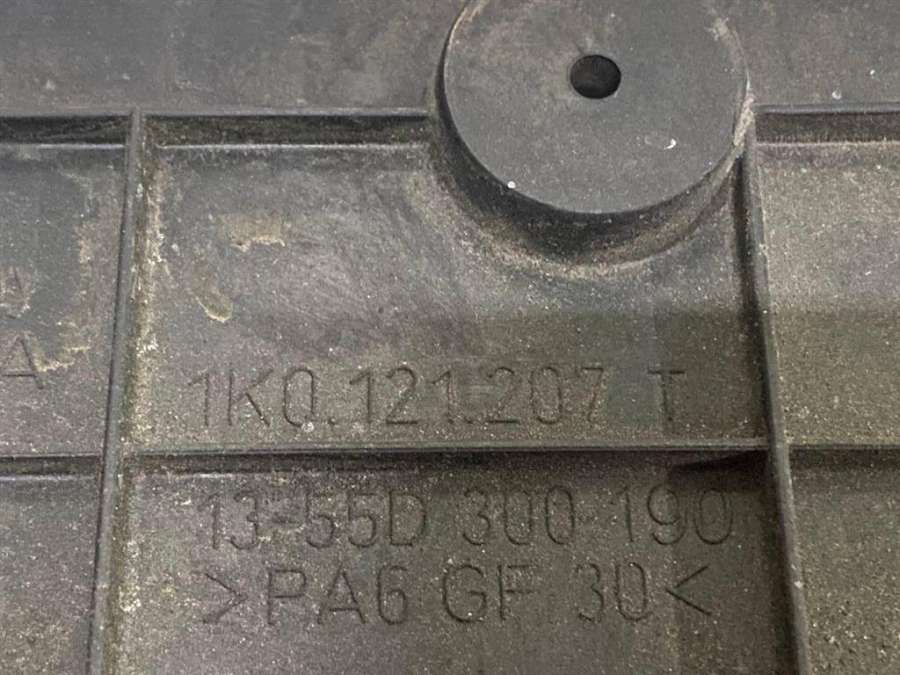 A
1K0.121.207 T
13-55D 300-190
>PA6 GF 30<